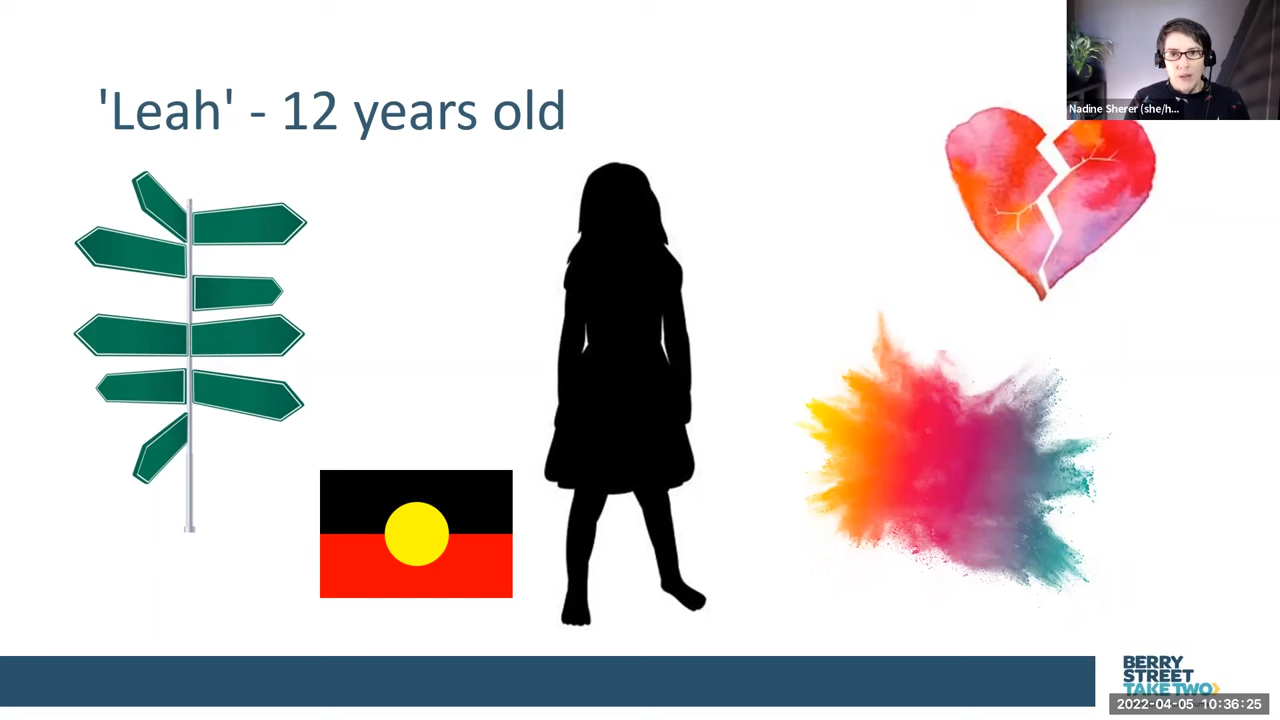 Nadine Sherer (she/h...
'Leah' - 12 years old
BERRY
STREET
TAKE TWO
2022-04-05 10:36:25